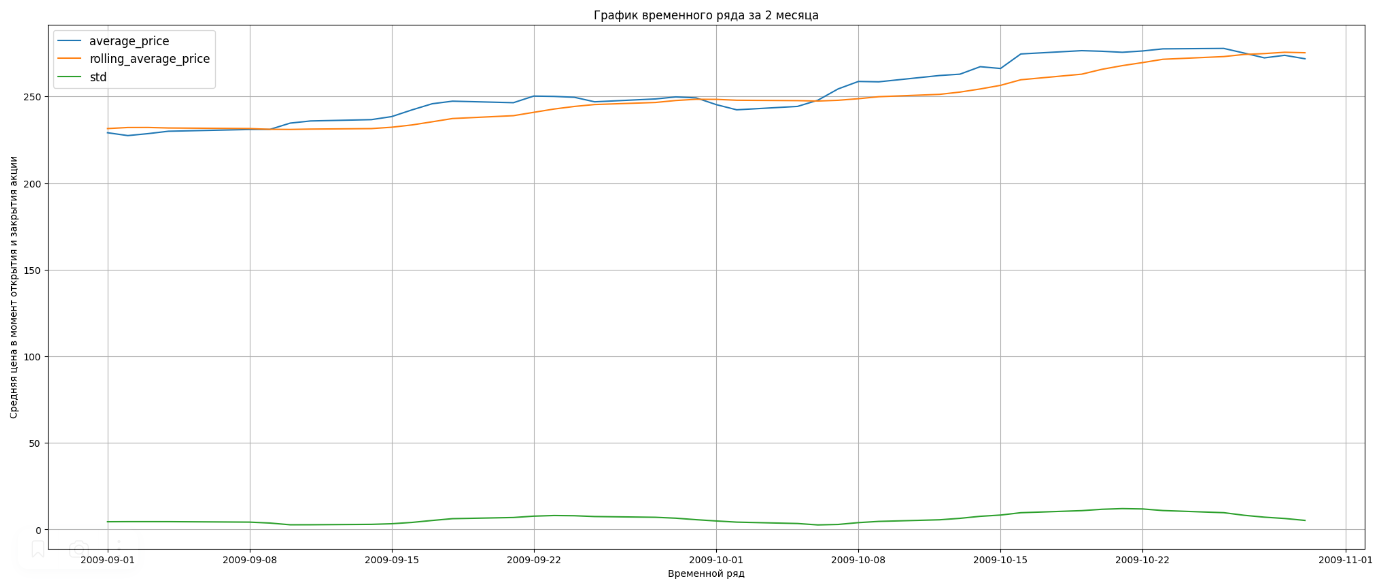 График временного ряда за 2 месяца
average_price
rolling_average_price
std
Средняя цена в момент открытия и закрытия акции
250
200
150
100
50
0
2009-09-01 2009-09-08 2009-09-15 2009-09-22 2009-10-01 2009-10-08 2009-10-15 2009-10-22 2009-11-01
Временной ряд